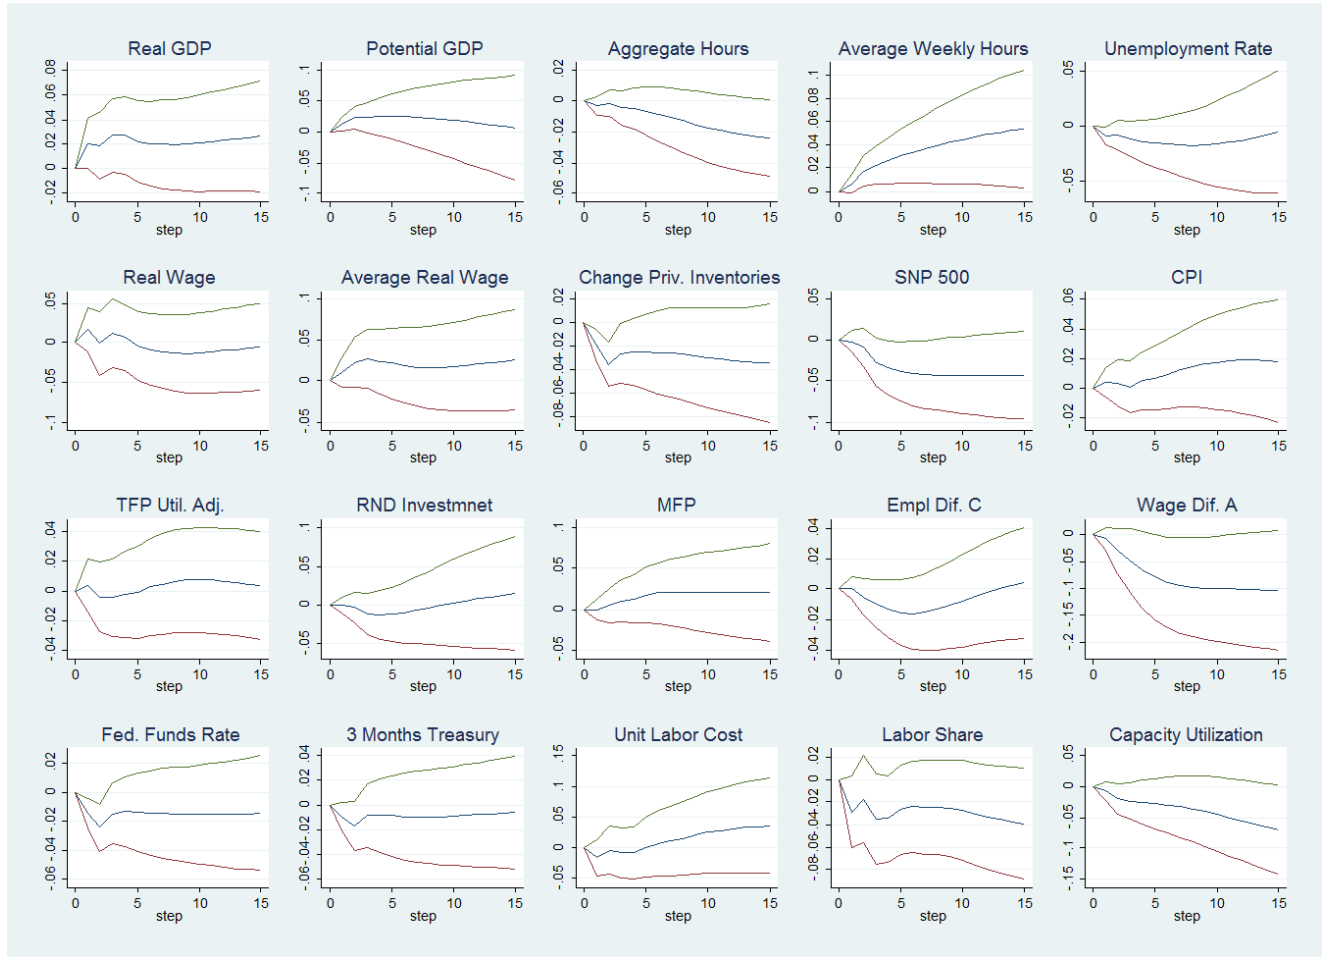 Real GDP
.08
.06
.04
.02
0
-.02
0 5 10 15
step
Potential GDP
.1
.05
0
-.05
-.1
0 5 10 15
step
Aggregate Hours
.02
0
-.02
-.04
-.06
0 5 10 15
step
Average Weekly Hours
.1
.08
.06
.04
.02
0
0 5 10 15
step
Unemployment Rate
.05
0
-.05
0 5 10 15
step
Real Wage
.05
0
-.05
-.1
0 5 10 15
step
Average Real Wage
.1
.05
0
-.05
0 5 10 15
step
Change Priv. Inventories
.02
0
-.02
-.04
-.06
-.08
0 5 10 15
step
SNP 500
.05
0
-.05
-.1
0 5 10 15
step
CPI
.06
.04
.02
0
-.02
0 5 10 15
step
TFP Util. Adj.
.04
.02
0
-.02
-.04
0 5 10 15
step
RND Investmnet
.1
.05
0
-.05
0 5 10 15
step
MFP
.1
.05
0
-.05
0 5 10 15
step
Empl Dif. C
.04
.02
0
-.02
-.04
0 5 10 15
step
Wage Dif. A
0
-.05
-.1
-.15
-.2
0 5 10 15
step
Fed. Funds Rate
.02
0
-.02
-.04
-.06
0 5 10 15
step
3 Months Treasury
.04
.02
0
-.02
-.04
-.06
0 5 10 15
step
Unit Labor Cost
.15
.1
.05
0
-.05
0 5 10 15
step
Labor Share
.02
0
-.02
-.04
-.06
-.08
0 5 10 15
step
Capacity Utilization
.05
0
-.05
-.1
-.15
0 5 10 15
step